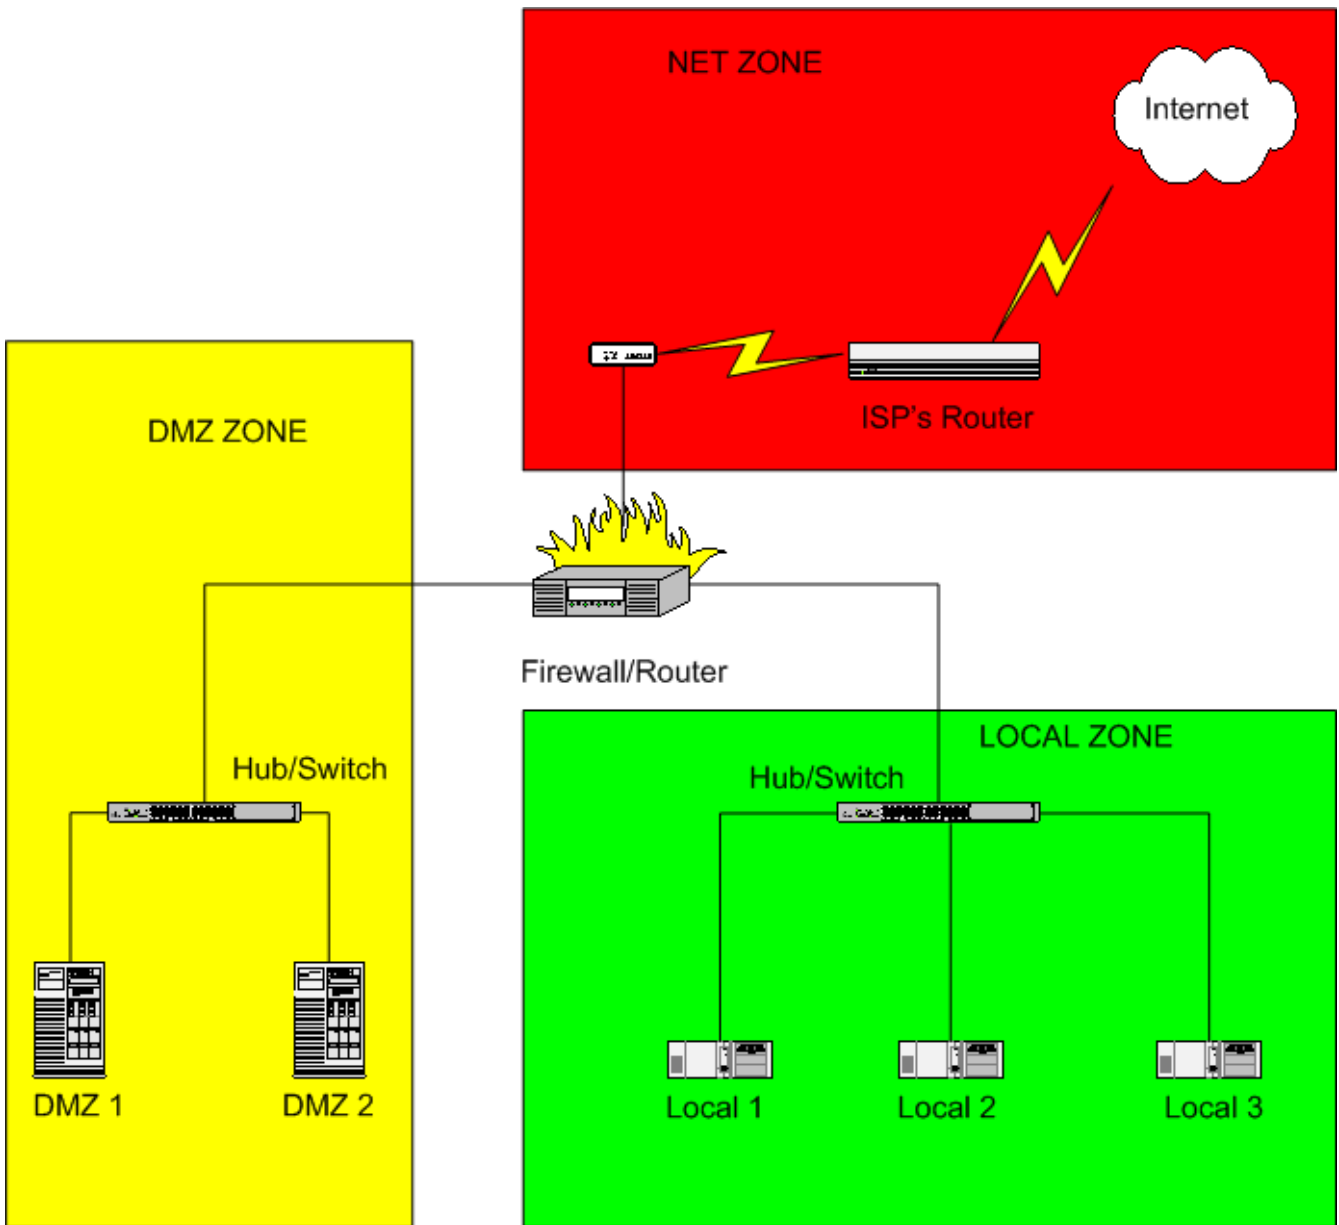 NET ZONE
Internet
ISP's Router
DMZ ZONE
Firewall/Router
LOCAL ZONE
Hub/Switch
Hub/Switch
DMZ 1
DMZ 2
Local 1
Local 2
Local 3